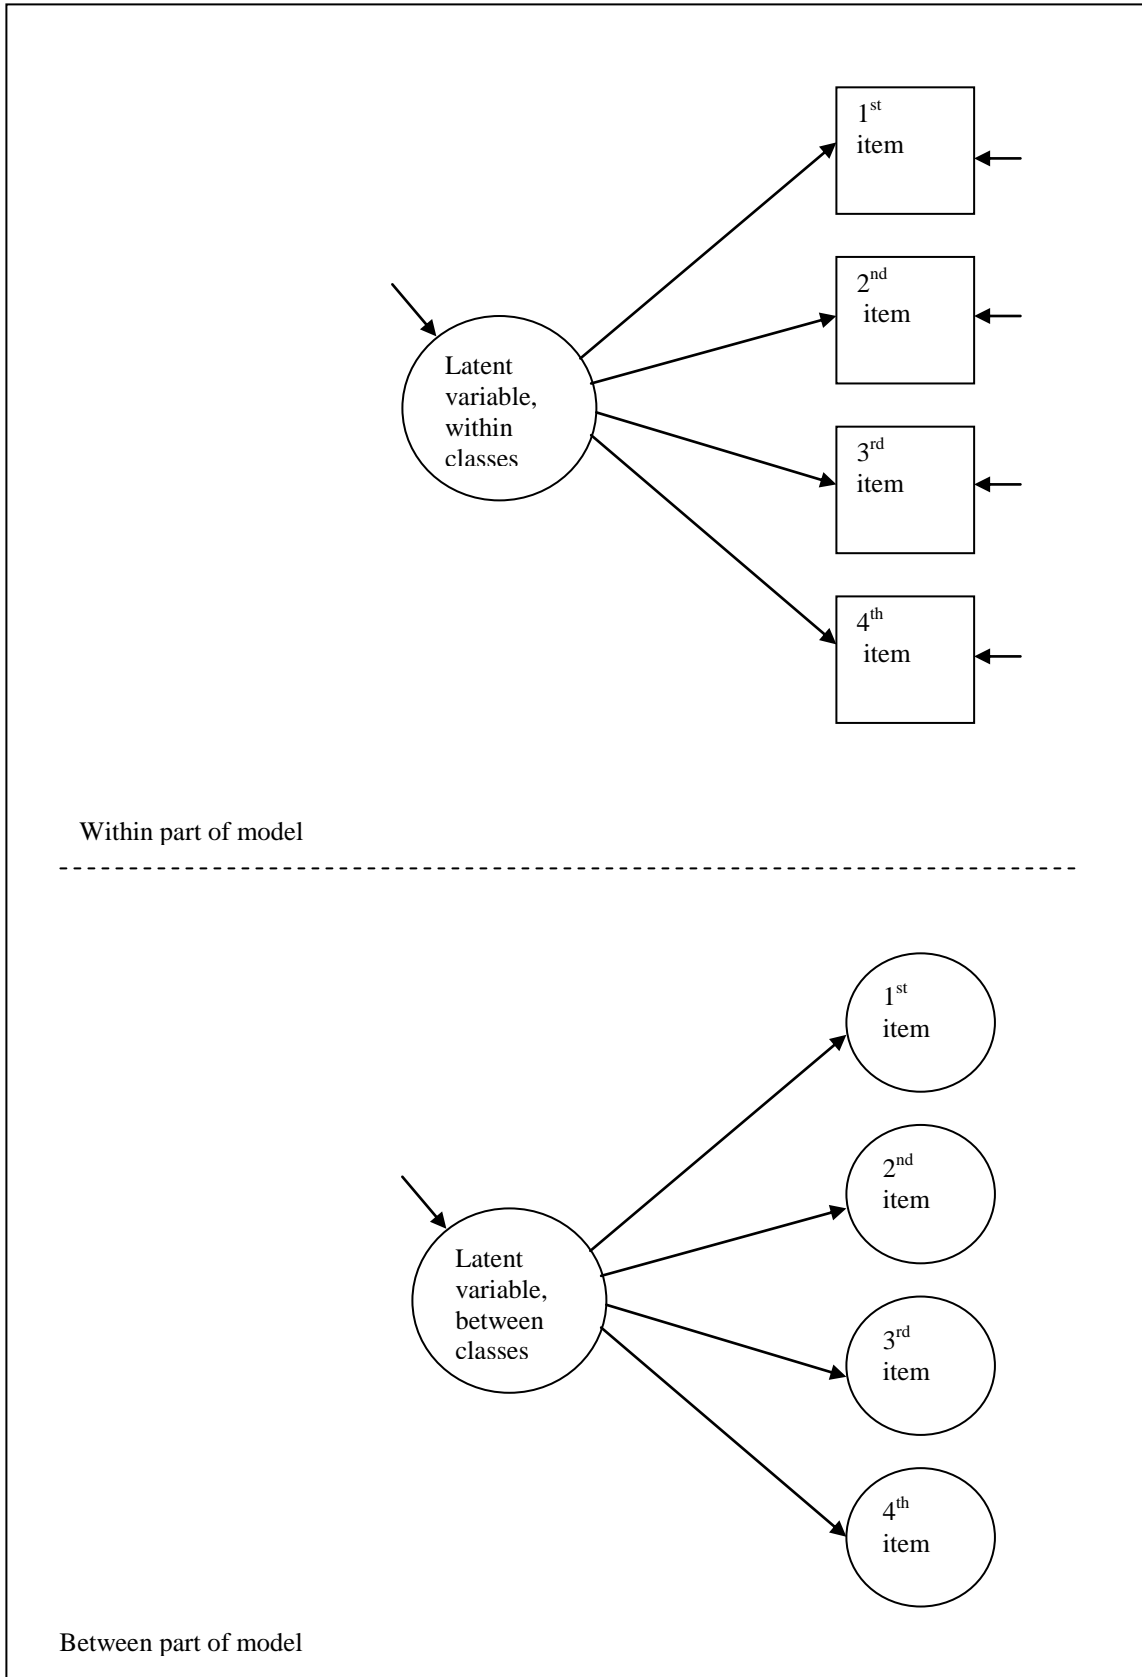 1st
item
2nd
item
Latent
variable,
within
classes
3rd
item
4th
item
Within part of model
1st
item
2nd
item
Latent
variable,
between
classes
3rd
item
4th
item
Between part of model